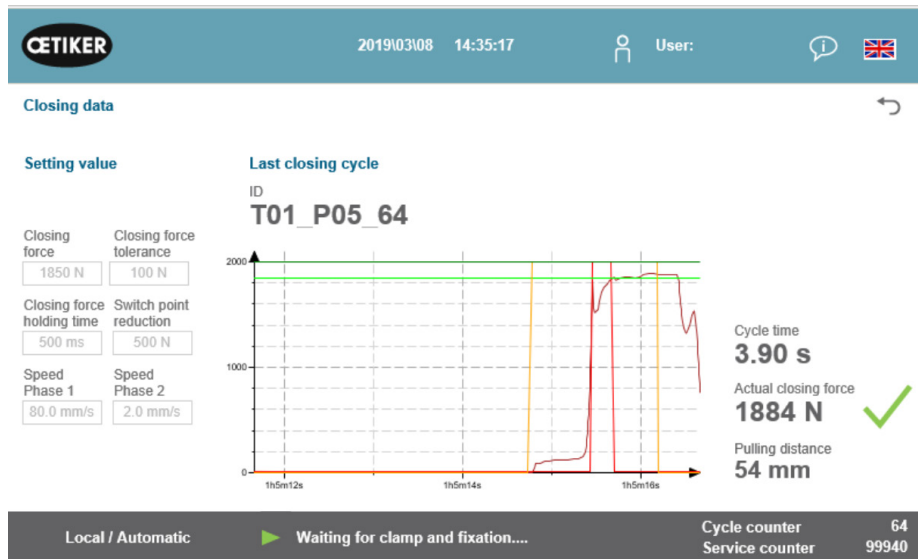 ŒTIKER
2019\03\08 14:35:17
User:
Closing data
Setting value
Last closing cycle
ID
T01_P05_64
Closing force
Closing force tolerance
1850 N
100 N
Closing force holding time
Switch point reduction
500 ms
500 N
Speed Phase 1
Speed Phase 2
80.0 mm/s
2.0 mm/s
2000
1000
0
1h5m12s
1h5m14s
1h5m16s
Cycle time
3.90 s
Actual closing force
1884 N
Pulling distance
54 mm
Local / Automatic
Waiting for clamp and fixation....
Cycle counter 64
Service counter 99940